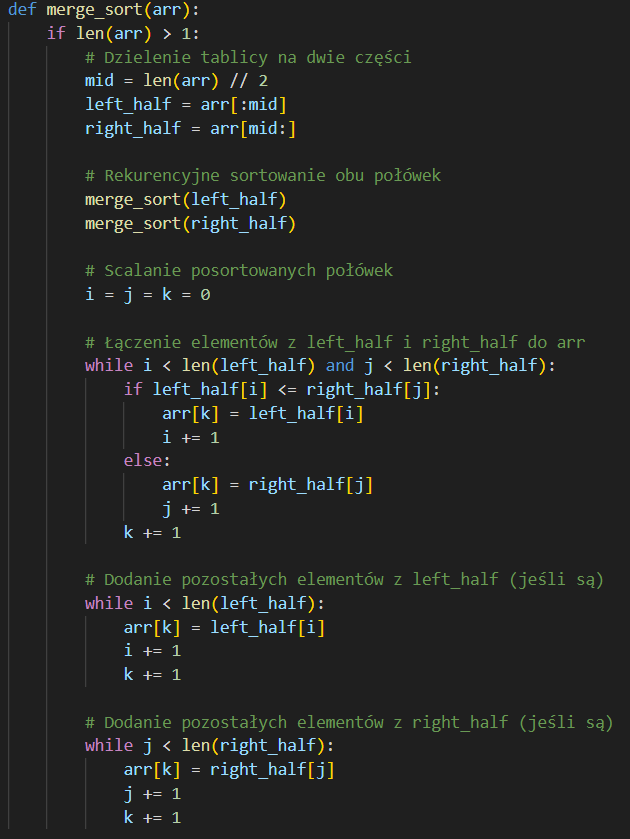 def merge_sort(arr):
    if len(arr) > 1:
        # Dzielenie tablicy na dwie części
        mid = len(arr) // 2
        left_half = arr[:mid]
        right_half = arr[mid:]

        # Rekurencyjne sortowanie obu połówek
        merge_sort(left_half)
        merge_sort(right_half)

        # Scalanie posortowanych połówek
        i = j = k = 0

        # Łączenie elementów z left_half i right_half do arr
        while i < len(left_half) and j < len(right_half):
            if left_half[i] <= right_half[j]:
                arr[k] = left_half[i]
                i += 1
            else:
                arr[k] = right_half[j]
                j += 1
            k += 1

        # Dodanie pozostałych elementów z left_half (jeśli są)
        while i < len(left_half):
            arr[k] = left_half[i]
            i += 1
            k += 1

        # Dodanie pozostałych elementów z right_half (jeśli są)
        while j < len(right_half):
            arr[k] = right_half[j]
            j += 1
            k += 1